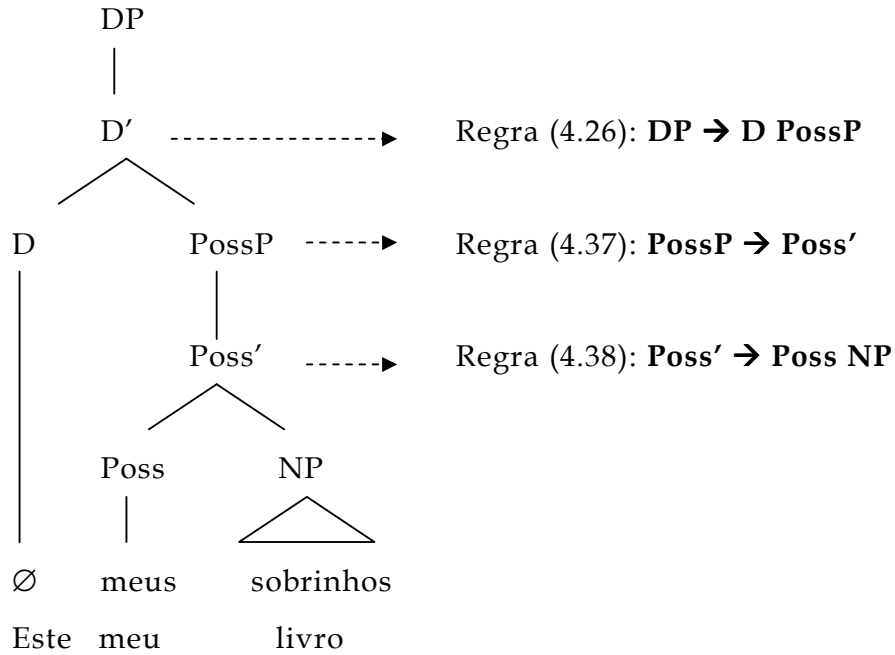 DP
D’ Regra (4.26): DP → D PossP
D PossP Regra (4.37): PossP → Poss’
Poss’ Regra (4.38): Poss’ → Poss NP
Poss NP
∅ meus sobrinhos
Este meu livro